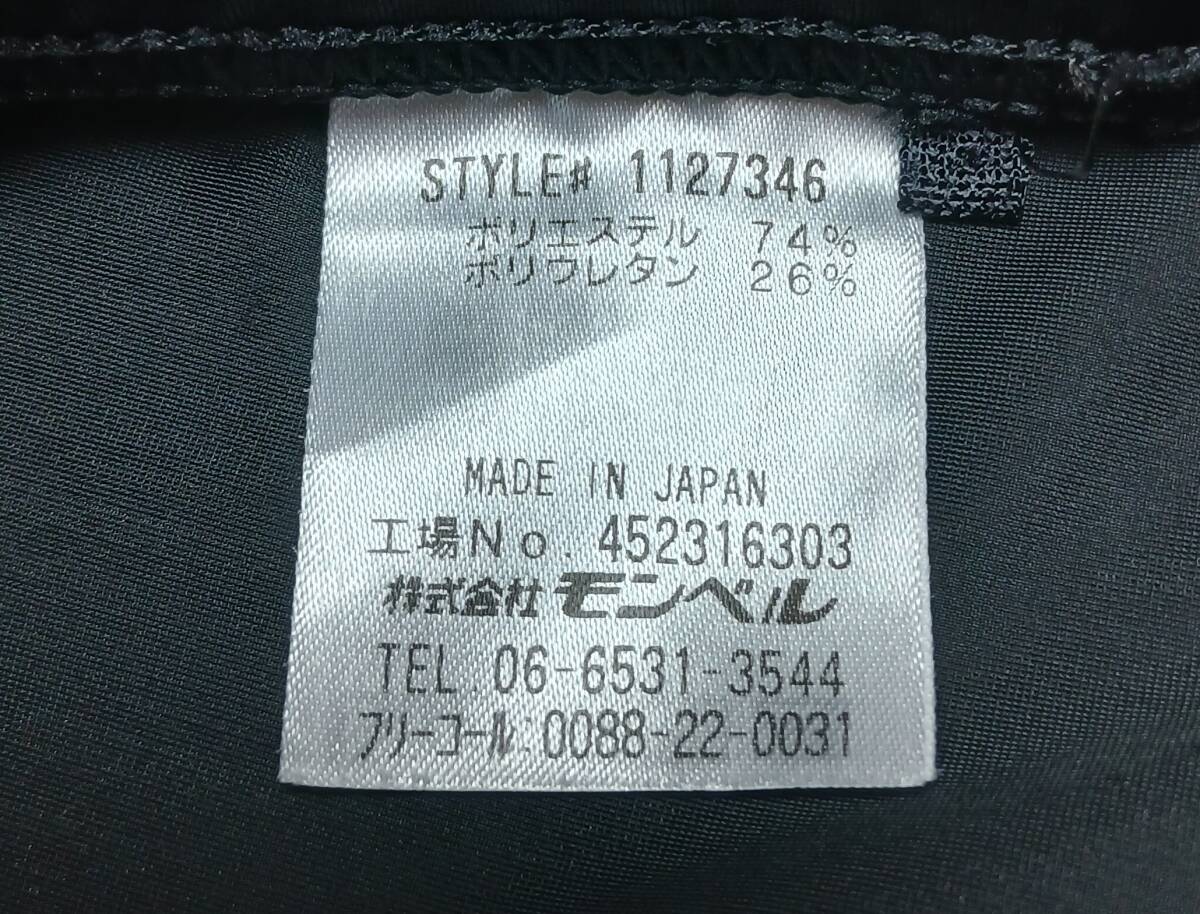 STYLE# 1127346
ポリエステル 74%
ポリウレタン 26%
MADE IN JAPAN
工場No. 452316303
株式会社モンベル
TEL. 06-6531-3544
フリーコール:0088-22-0031